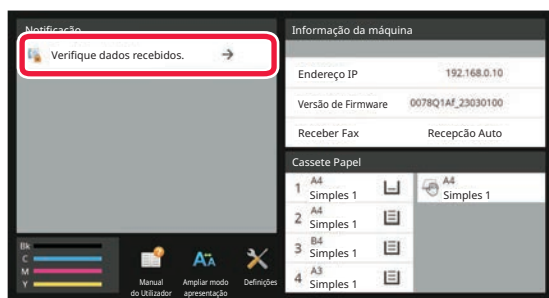 Notificação
Verifique dados recebidos.
Informação da máquina
Endereço IP 192.168.0.10
Versão de Firmware 0078Q1Af_23030100
Receber Fax Recepcão Auto
Cassete Papel
1 A4
Simples 1
A4
Simples 1
2 A4
Simples 1
3 B4
Simples 1
4 A3
Simples 1
Bk
C
M
Y
Manual
do Utilizador
Ampliar modo
apresentação
Definições